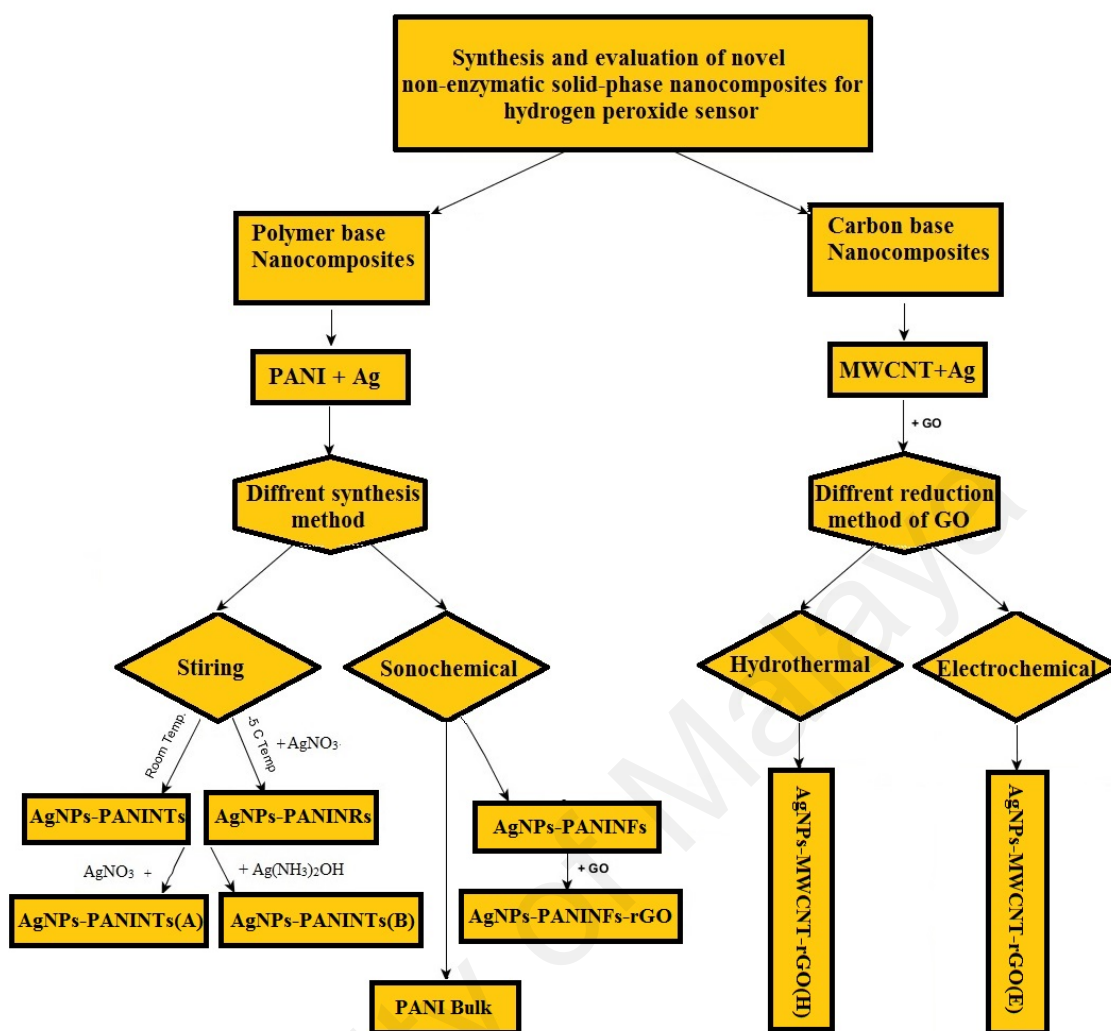 Synthesis and evaluation of novel
non-enzymatic solid-phase nanocomposites for
hydrogen peroxide sensor
Polymer base
Nanocomposites
Carbon base
Nanocomposites
PANI + Ag
MWCNT+Ag
+ GO
Diffrent synthesis
method
Diffrent reduction
method of GO
Stiring
Sonochemical
Hydrothermal
Electrochemical
Room Temp.
-5 C Temp
+ AgNO3
AgNPs-PANINTs
AgNPs-PANINRs
AgNPs-PANINFs
AgNPs-MWCNT-rGO(H)
AgNPs-MWCNT-rGO(E)
AgNO3 +
+ Ag(NH3)2OH
+ GO
AgNPs-PANINTs(A)
AgNPs-PANINTs(B)
AgNPs-PANINFs-rGO
PANI Bulk
ity of Malaya